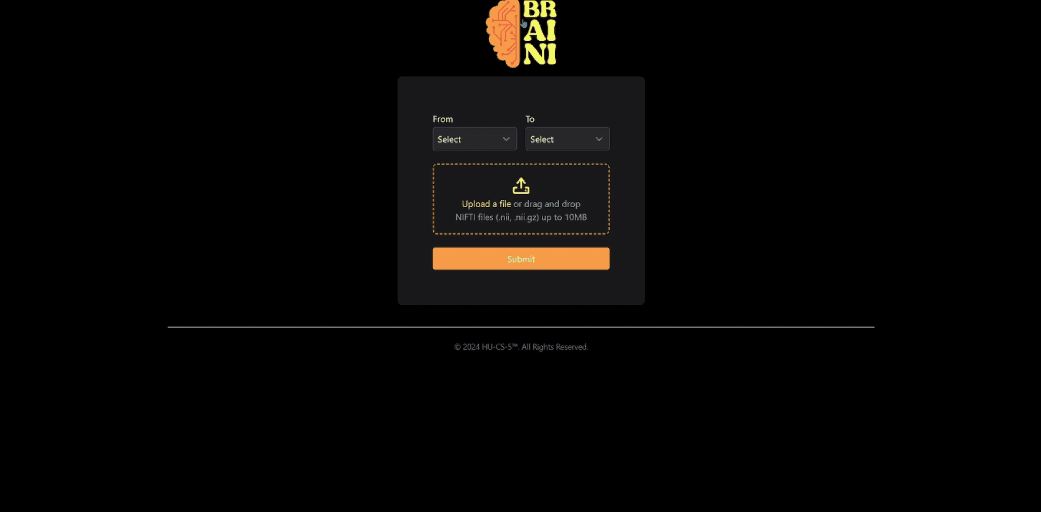 BR
AI
NI
From To
Select Select
Upload a file or drag and drop
NIFTI files (.nii, .nii.gz) up to 10MB
Submit
© 2024 HU-CS-5™. All Rights Reserved.